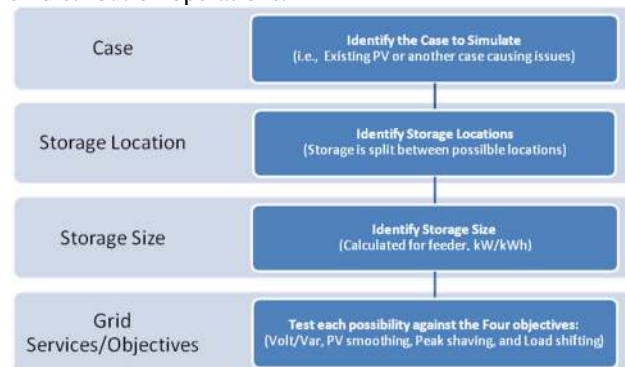 Case
Identify the Case to Simulate
(i.e., Existing PV or another case causing issues)
Storage Location
Identify Storage Locations
(Storage is split between possilble locations)
Storage Size
Identify Storage Size
(Calculated for feeder, kW/kWh)
Grid
Services/Objectives
Test each possibility against the Four objectives:
(Volt/Var, PV smoothing, Peak shaving, and Load shifting)